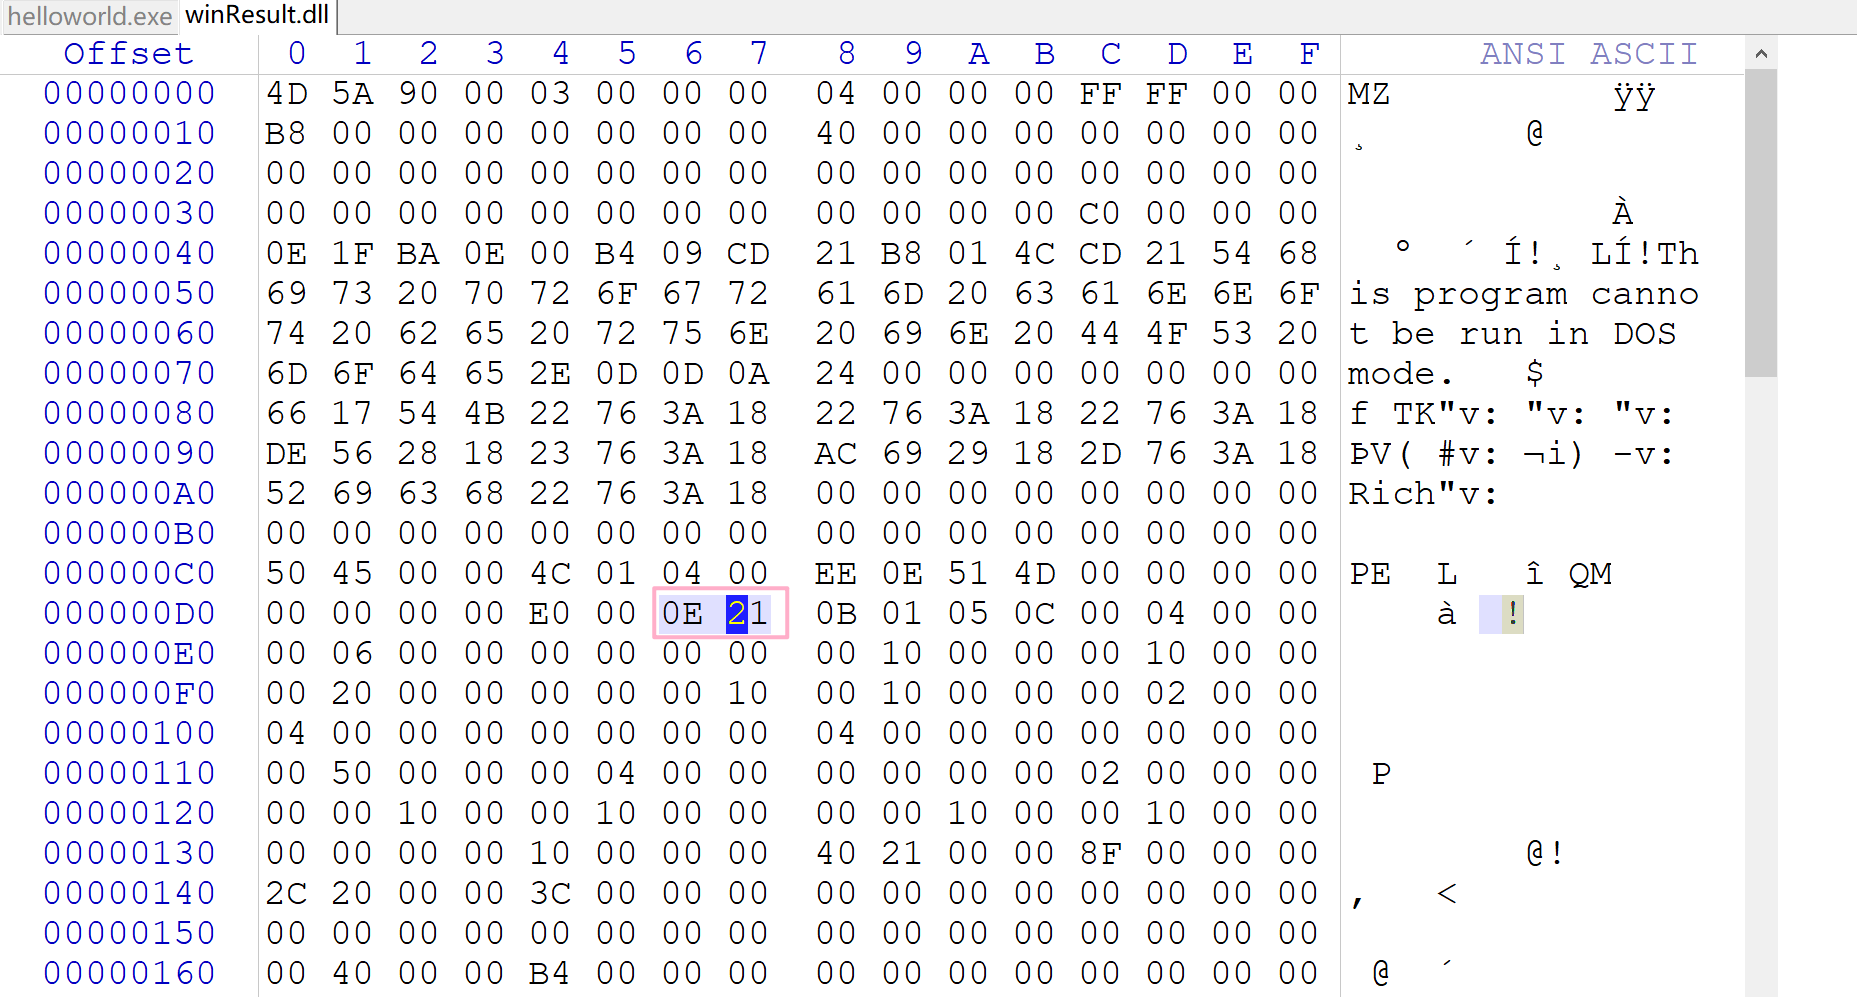 helloworld.exe winResult.dll
Offset 0 1 2 3 4 5 6 7 8 9 A B C D E F ANSI ASCII
00000000 4D 5A 90 00 03 00 00 00 04 00 00 00 FF FF 00 00 MZ ÿÿ
00000010 B8 00 00 00 00 00 00 00 40 00 00 00 00 00 00 00 ¸ @
00000020 00 00 00 00 00 00 00 00 00 00 00 00 00 00 00 00
00000030 00 00 00 00 00 00 00 00 00 00 00 00 C0 00 00 00 À
00000040 0E 1F BA 0E 00 B4 09 CD 21 B8 01 4C CD 21 54 68 º ´ Í!¸ LÍ!Th
00000050 69 73 20 70 72 6F 67 72 61 6D 20 63 61 6E 6E 6F is program canno
00000060 74 20 62 65 20 72 75 6E 20 69 6E 20 44 4F 53 20 t be run in DOS
00000070 6D 6F 64 65 2E 0D 0D 0A 24 00 00 00 00 00 00 00 mode. $
00000080 66 17 54 4B 22 76 3A 18 22 76 3A 18 22 76 3A 18 f TK"v: "v: "v:
00000090 DE 56 28 18 23 76 3A 18 AC 69 29 18 2D 76 3A 18 ÞV( #v: ¬i) -v:
000000A0 52 69 63 68 22 76 3A 18 00 00 00 00 00 00 00 00 Rich"v:
000000B0 00 00 00 00 00 00 00 00 00 00 00 00 00 00 00 00
000000C0 50 45 00 00 4C 01 04 00 EE 0E 51 4D 00 00 00 00 PE L î QM
000000D0 00 00 00 00 E0 00 0E 21 0B 01 05 0C 00 04 00 00 à !
000000E0 00 06 00 00 00 00 00 00 00 10 00 00 00 10 00 00
000000F0 00 20 00 00 00 00 00 10 00 10 00 00 00 02 00 00
00000100 04 00 00 00 00 00 00 00 04 00 00 00 00 00 00 00
00000110 00 50 00 00 00 04 00 00 00 00 00 00 02 00 00 00 P
00000120 00 00 10 00 00 10 00 00 00 00 10 00 00 10 00 00
00000130 00 00 00 00 10 00 00 00 40 21 00 00 8F 00 00 00 @!
00000140 2C 20 00 00 3C 00 00 00 00 00 00 00 00 00 00 00 , <
00000150 00 00 00 00 00 00 00 00 00 00 00 00 00 00 00 00
00000160 00 40 00 00 B4 00 00 00 00 00 00 00 00 00 00 00 @ ´